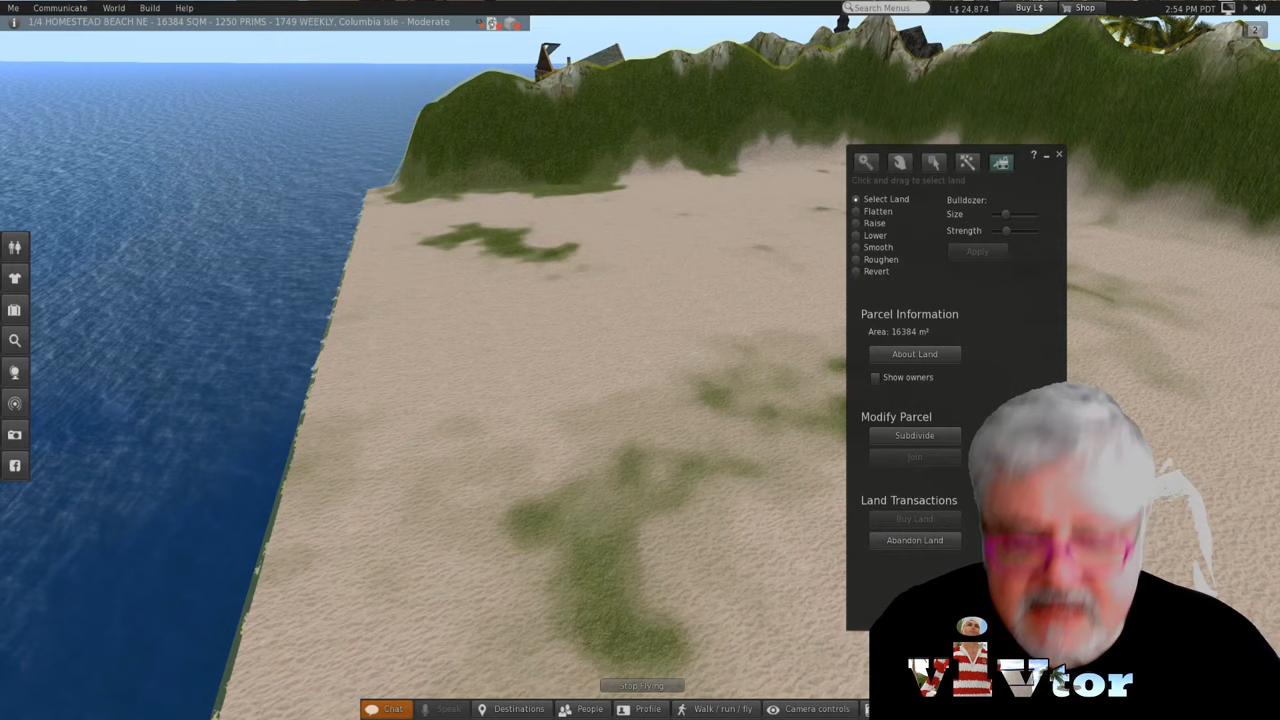 Me Communicate World Build Help Search Menus L$ 24,874 Buy L$ Shop 2:54 PM PDT
1/4 HOMESTEAD BEACH NE - 16384 SQM - 1250 PRIMS - 1749 WEEKLY, Columbia Isle - Moderate
2
?
Click and drag to select land
Select Land
Flatten
Raise
Lower
Smooth
Roughen
Revert
Bulldozer:
Size
Strength
Apply
Parcel Information
Area: 16384 m²
About Land
Show owners
Modify Parcel
Subdivide
Join
Land Transactions
Buy Land
Abandon Land
vivtor
Stop Flying
Chat Speak Destinations People Profile Walk / run / fly Camera controls